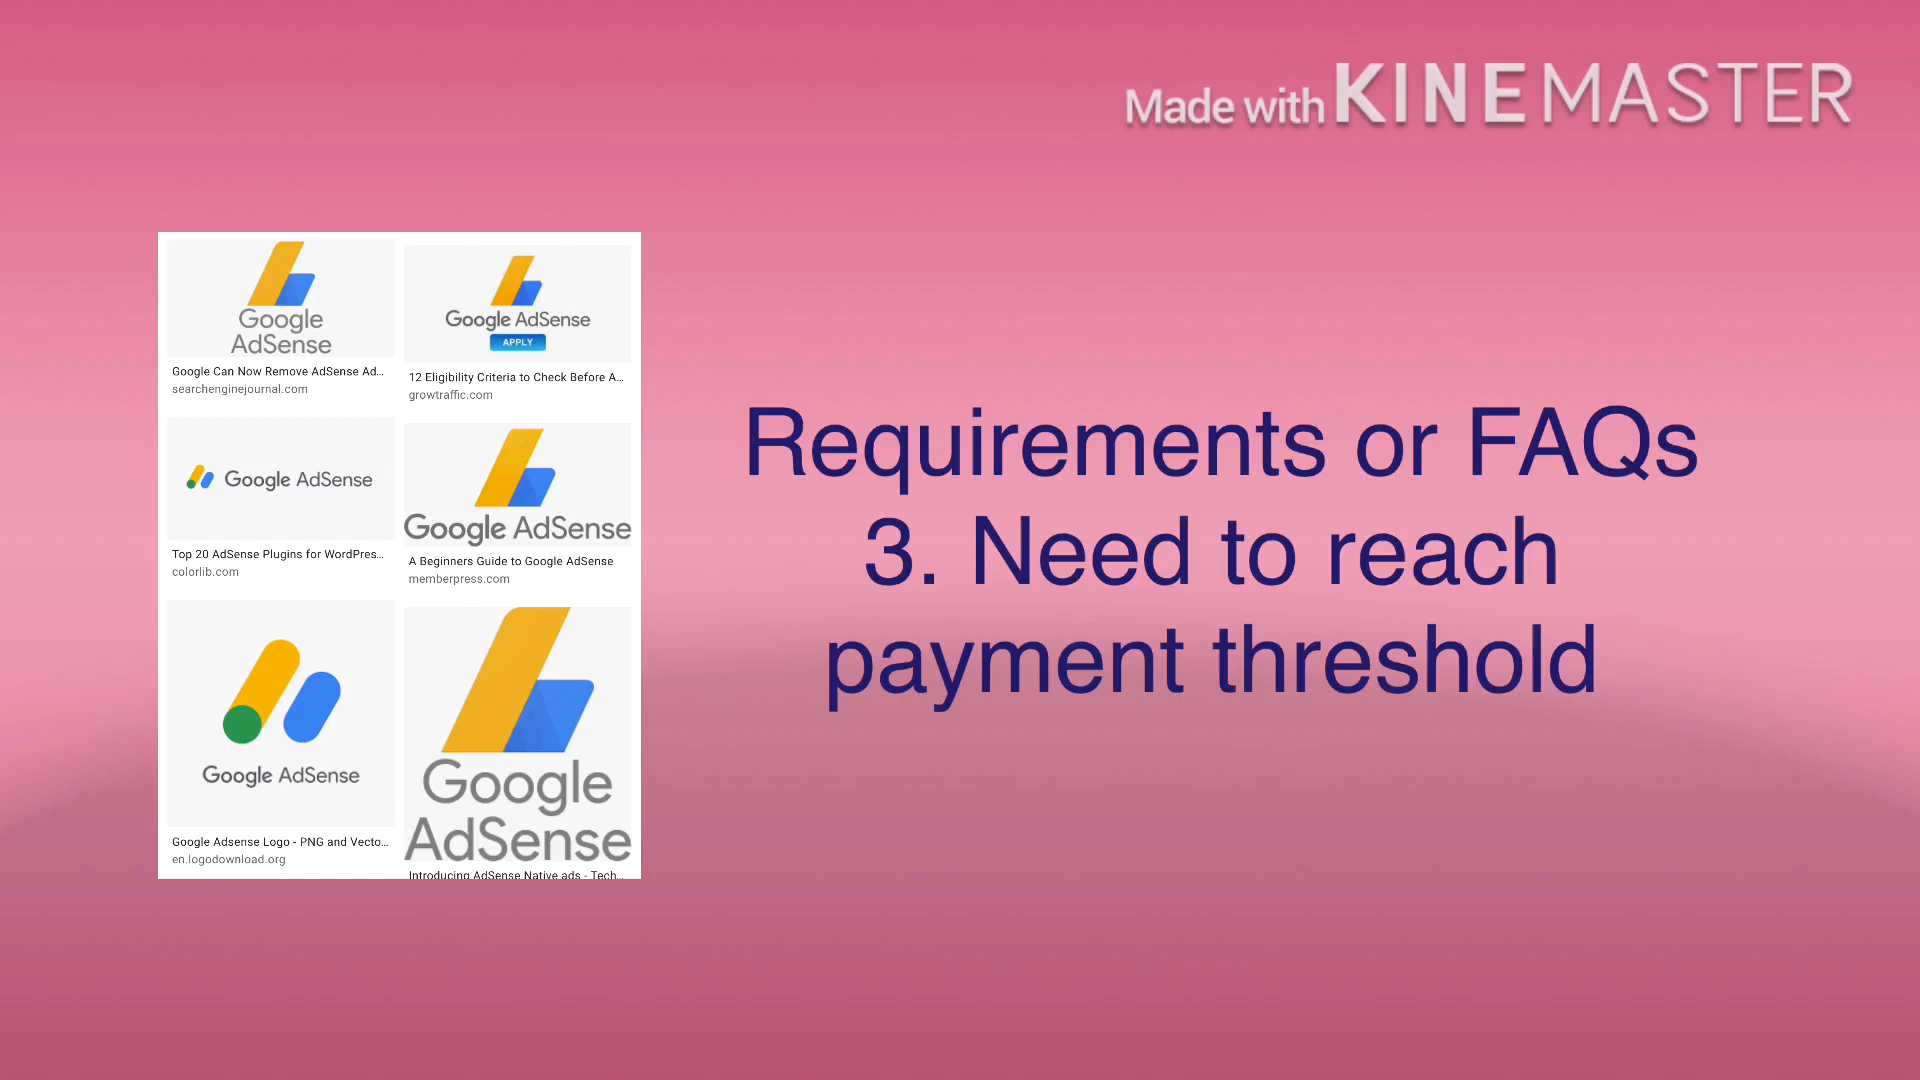 Made with KINEMASTER
Google
AdSense
Google Can Now Remove AdSense Ad...
searchenginejournal.com
Google AdSense
APPLY
12 Eligibility Criteria to Check Before A...
growtraffic.com
Google AdSense
Top 20 AdSense Plugins for WordPres...
colorlib.com
Google AdSense
A Beginners Guide to Google AdSense
memberpress.com
Google AdSense
Google Adsense Logo - PNG and Vecto...
en.logodownload.org
Google
AdSense
Introducing AdSense Native ads - Tech...
Requirements or FAQs
3. Need to reach
payment threshold